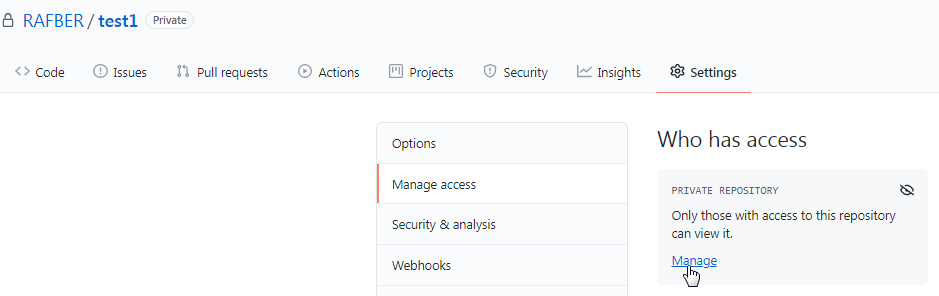 RAFBER / test1 Private
Code Issues Pull requests Actions Projects Security Insights Settings
Options
Manage access
Security & analysis
Webhooks
Who has access
PRIVATE REPOSITORY
Only those with access to this repository
can view it.
Manage